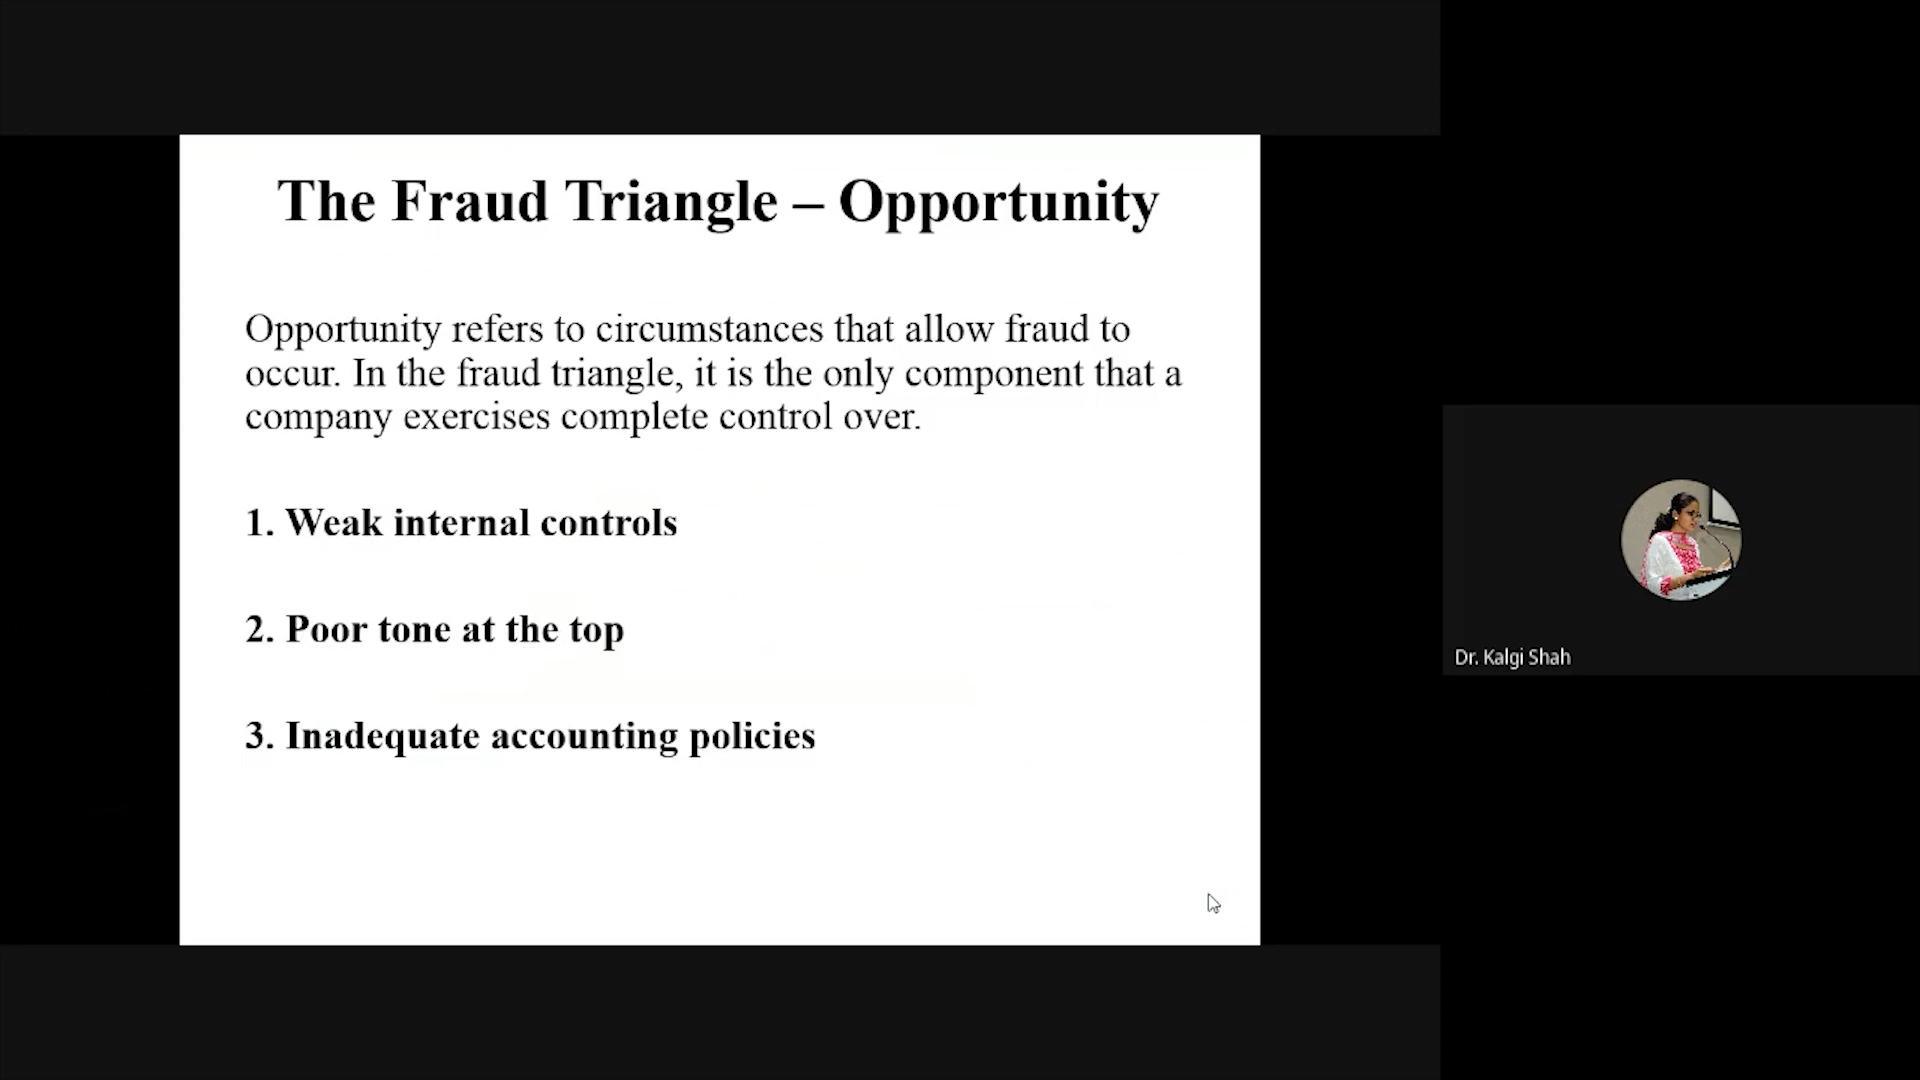 The Fraud Triangle – Opportunity
Opportunity refers to circumstances that allow fraud to
occur. In the fraud triangle, it is the only component that a
company exercises complete control over.
1. Weak internal controls
2. Poor tone at the top
3. Inadequate accounting policies
Dr. Kalgi Shah